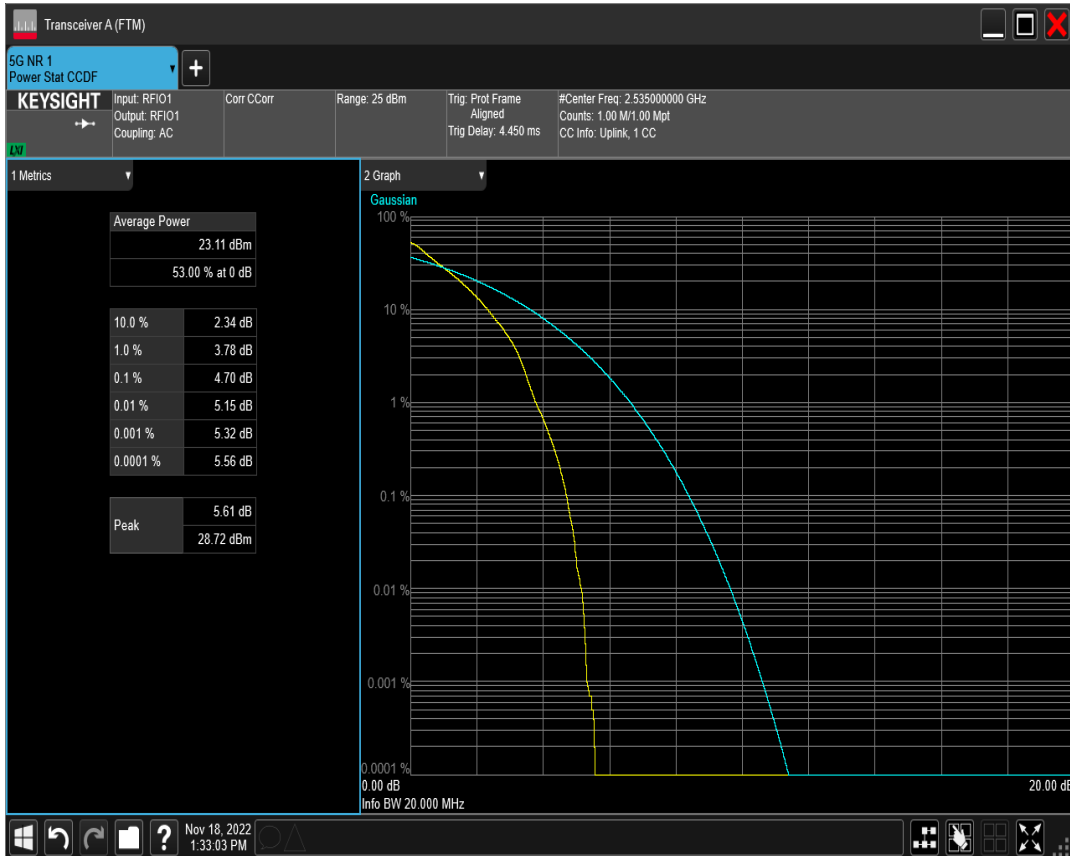 Transceiver A (FTM)
5G NR 1
Power Stat CCDF
+
KEYSIGHT
LXI
Input: RFIO1
Output: RFIO1
Coupling: AC
Corr CCorr
Range: 25 dBm
Trig: Prot Frame
Aligned
Trig Delay: 4.450 ms
#Center Freq: 2.535000000 GHz
Counts: 1.00 M/1.00 Mpt
CC Info: Uplink, 1 CC
1 Metrics
Average Power
23.11 dBm
53.00 % at 0 dB
10.0 % 2.34 dB
1.0 % 3.78 dB
0.1 % 4.70 dB
0.01 % 5.15 dB
0.001 % 5.32 dB
0.0001 % 5.56 dB
Peak
5.61 dB
28.72 dBm
2 Graph
Gaussian
100 %
10 %
1 %
0.1 %
0.01 %
0.001 %
0.0001 %
0.00 dB 20.00 dB
Info BW 20.000 MHz
?
Nov 18, 2022
1:33:03 PM